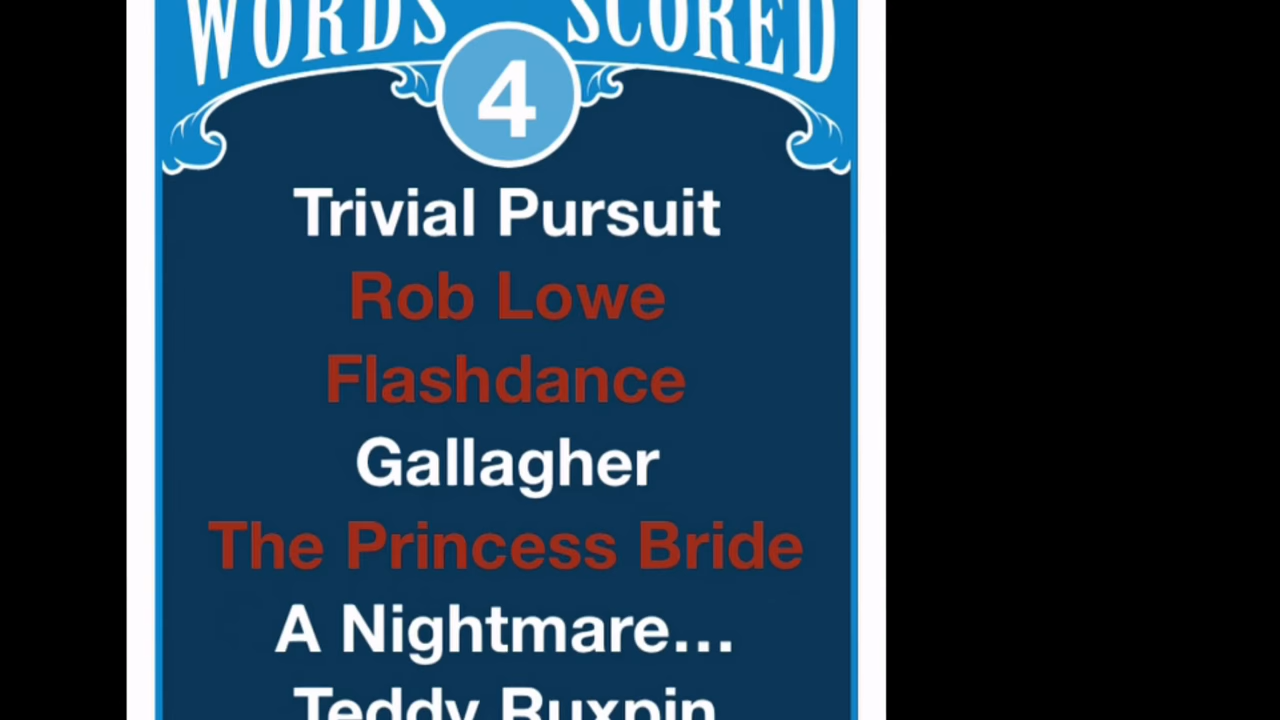 WORDS SCORED
4
Trivial Pursuit
Rob Lowe
Flashdance
Gallagher
The Princess Bride
A Nightmare...
Teddy Ruxpin